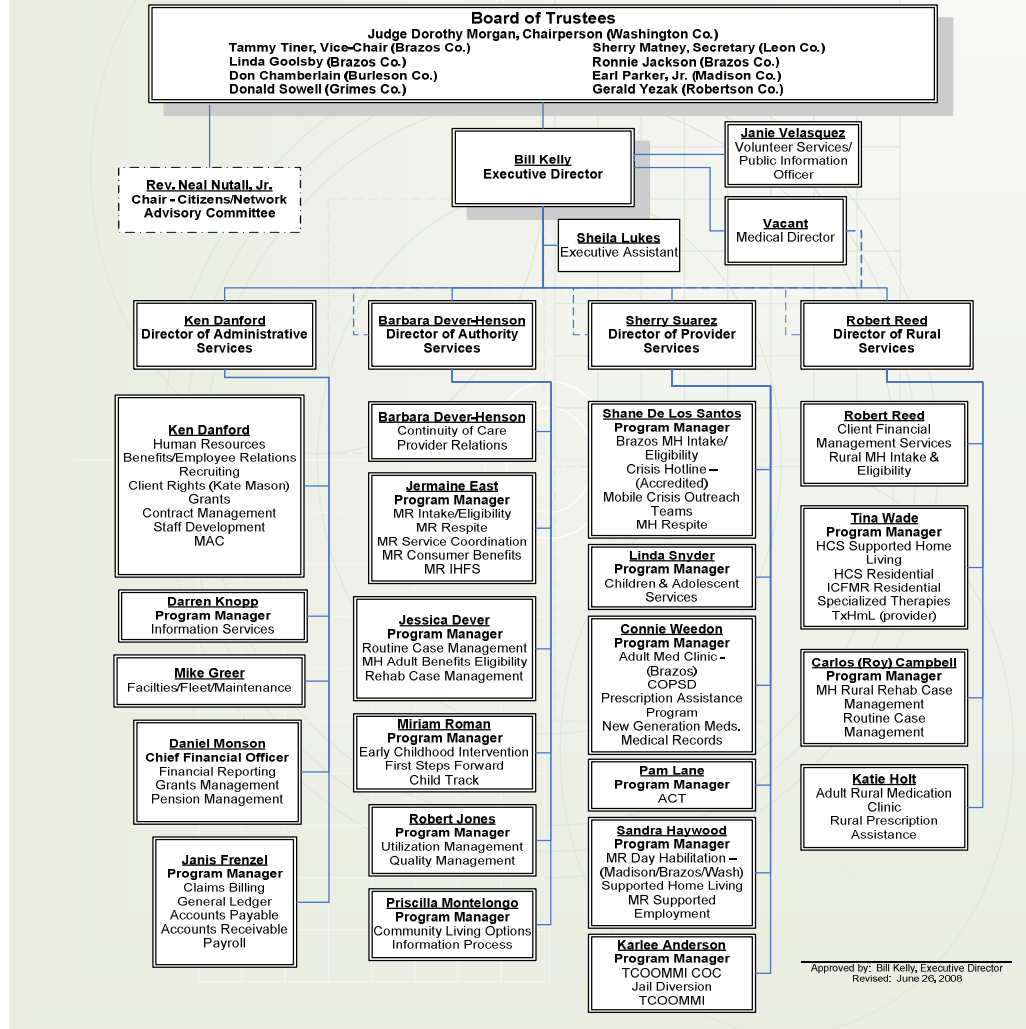 Board of Trustees
Judge Dorothy Morgan, Chairperson (Washington Co.)
Tammy Tiner, Vice-Chair (Brazos Co.)
Linda Goolsby (Brazos Co.)
Don Chamberlain (Burleson Co.)
Donald Sowell (Grimes Co.)
Sherry Matney, Secretary (Leon Co.)
Ronnie Jackson (Brazos Co.)
Earl Parker, Jr. (Madison Co.)
Gerald Yezak (Robertson Co.)
Rev. Neal Nutall, Jr.
Chair - Citizens/Network
Advisory Committee
Bill Kelly
Executive Director
Janie Velasquez
Volunteer Services/
Public Information
Officer
Vacant
Medical Director
Sheila Lukes
Executive Assistant
Ken Danford
Director of Administrative
Services
Ken Danford
Human Resources
Benefits/Employee Relations
Recruiting
Client Rights (Kate Mason)
Grants
Contract Management
Staff Development
MAC
Darren Knopp
Program Manager
Information Services
Mike Greer
Facilties/Fleet/Maintenance
Daniel Monson
Chief Financial Officer
Financial Reporting
Grants Management
Pension Management
Janis Frenzel
Program Manager
Claims Billing
General Ledger
Accounts Payable
Accounts Receivable
Payroll
Barbara Dever-Henson
Director of Authority
Services
Barbara Dever-Henson
Continuity of Care
Provider Relations
Jermaine East
Program Manager
MR Intake/Eligibility
MR Respite
MR Service Coordination
MR Consumer Benefits
MR IHFS
Jessica Dever
Program Manager
Routine Case Management
MH Adult Benefits Eligibility
Rehab Case Management
Miriam Roman
Program Manager
Early Childhood Intervention
First Steps Forward
Child Track
Robert Jones
Program Manager
Utilization Management
Quality Management
Priscilla Montelongo
Program Manager
Community Living Options
Information Process
Sherry Suarez
Director of Provider
Services
Shane De Los Santos
Program Manager
Brazos MH Intake/
Eligibility
Crisis Hotline –
(Accredited)
Mobile Crisis Outreach
Teams
MH Respite
Linda Snyder
Program Manager
Children & Adolescent
Services
Connie Weedon
Program Manager
Adult Med Clinic -
(Brazos)
COPSD
Prescription Assistance
Program
New Generation Meds.
Medical Records
Pam Lane
Program Manager
ACT
Sandra Haywood
Program Manager
MR Day Habilitation –
(Madison/Brazos/Wash)
Supported Home Living
MR Supported
Employment
Karlee Anderson
Program Manager
TCOOMMI COC
Jail Diversion
TCOOMMI
Robert Reed
Director of Rural
Services
Robert Reed
Client Financial
Management Services
Rural MH Intake &
Eligibility
Tina Wade
Program Manager
HCS Supported Home
Living
HCS Residential
ICFMR Residential
Specialized Therapies
TxHmL (provider)
Carlos (Roy) Campbell
Program Manager
MH Rural Rehab Case
Management
Routine Case
Management
Katie Holt
Adult Rural Medication
Clinic
Rural Prescription
Assistance
Approved by: Bill Kelly, Executive Director
Revised: June 26, 2008